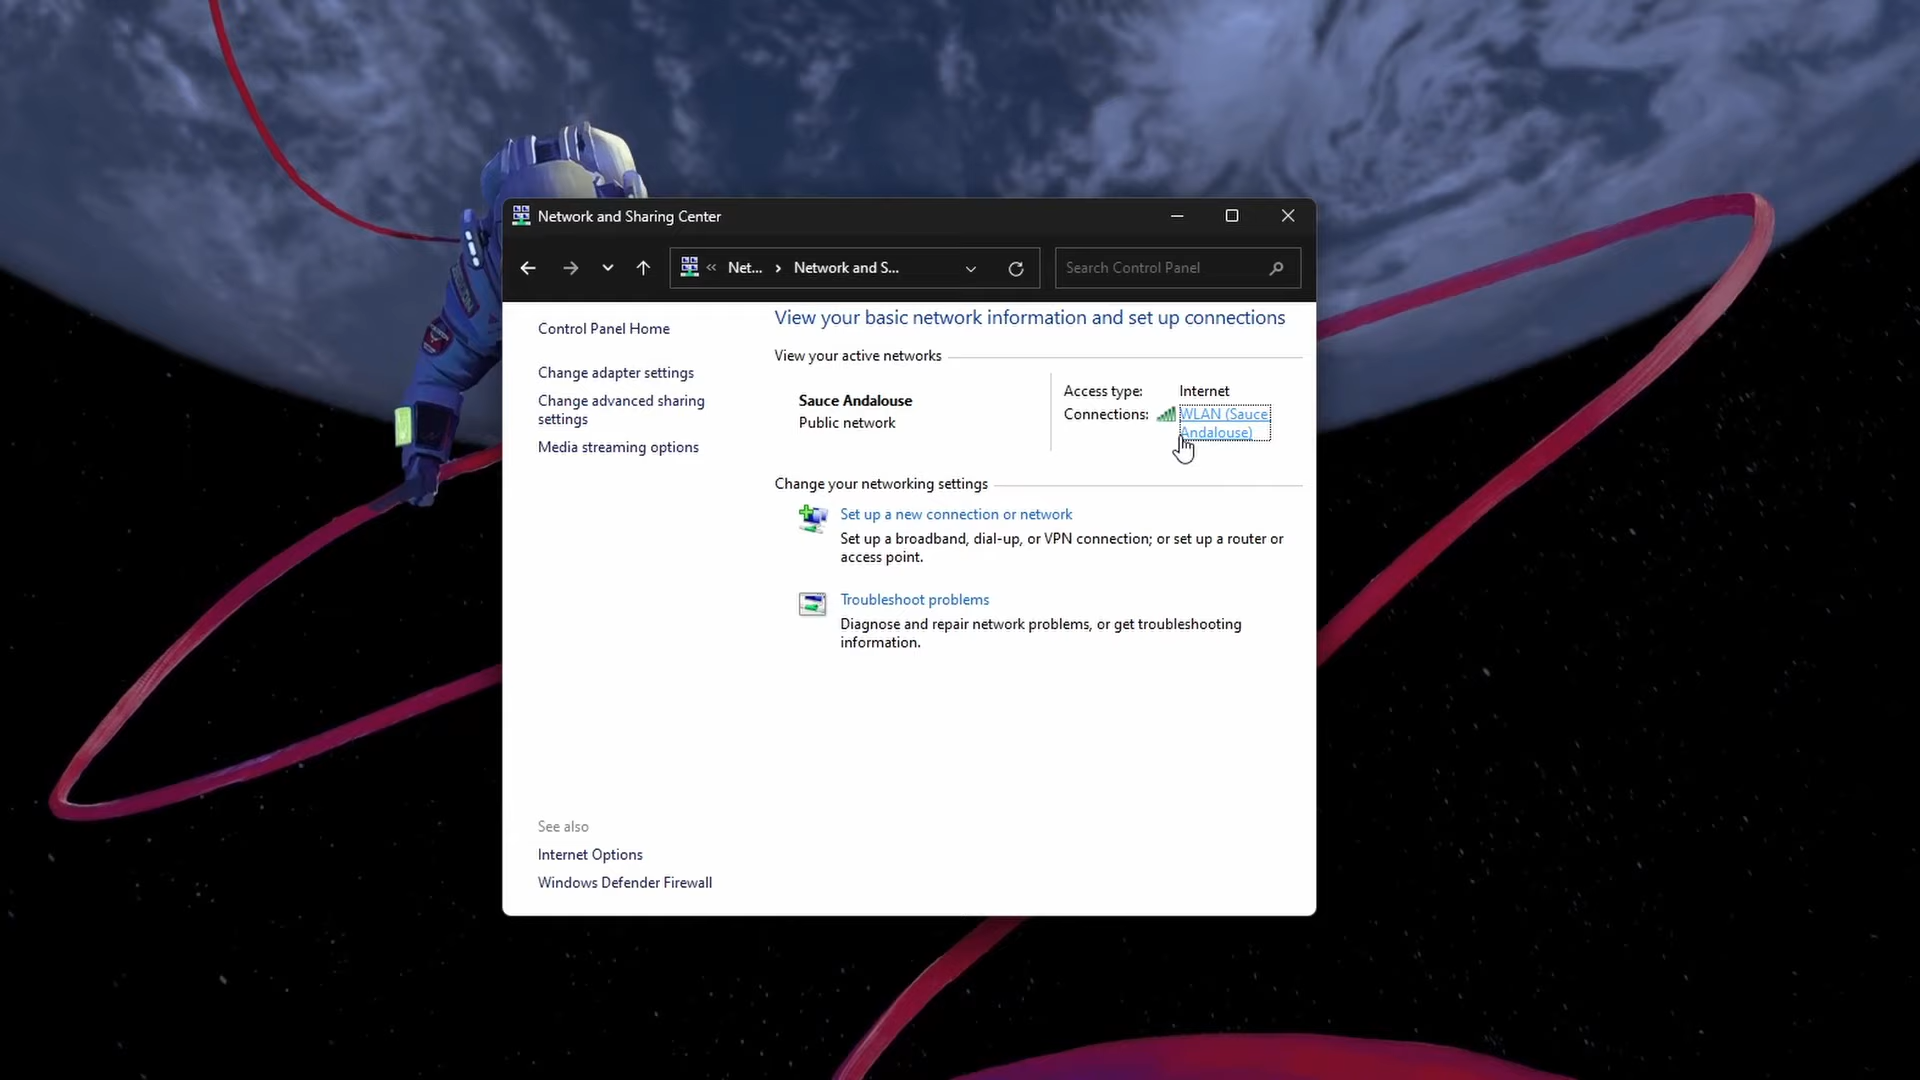 Network and Sharing Center
« Net... › Network and S...
Search Control Panel
Control Panel Home
Change adapter settings
Change advanced sharing
settings
Media streaming options
See also
Internet Options
Windows Defender Firewall
View your basic network information and set up connections
View your active networks
Sauce Andalouse
Public network
Access type: Internet
Connections: WLAN (Sauce
Andalouse)
Change your networking settings
Set up a new connection or network
Set up a broadband, dial-up, or VPN connection; or set up a router or
access point.
Troubleshoot problems
Diagnose and repair network problems, or get troubleshooting
information.